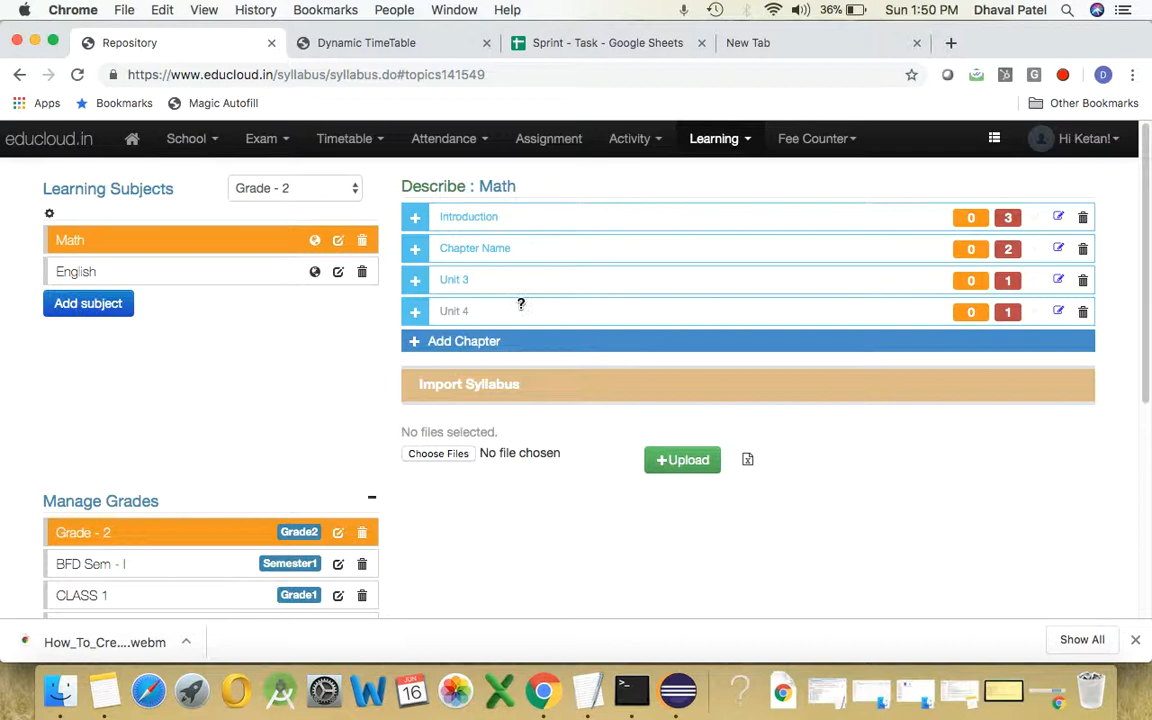 Chrome File Edit View History Bookmarks People Window Help 36% Sun 1:50 PM Dhaval Patel
Repository Dynamic TimeTable Sprint - Task - Google Sheets New Tab
https://www.educloud.in/syllabus/syllabus.do#topics141549 G D
Apps Bookmarks Magic Autofill Other Bookmarks
educloud.in School Exam Timetable Attendance Assignment Activity Learning Fee Counter Hi Ketan!
Learning Subjects Grade - 2
Math
English
Add subject
Describe : Math
+ Introduction 0 3
+ Chapter Name 0 2
+ Unit 3 0 1
+ Unit 4 0 1
?
+ Add Chapter
Import Syllabus
No files selected.
Choose Files No file chosen +Upload
Manage Grades
Grade - 2 Grade2
BFD Sem - I Semester1
CLASS 1 Grade1
How_To_Cre....webm Show All
JUN
16